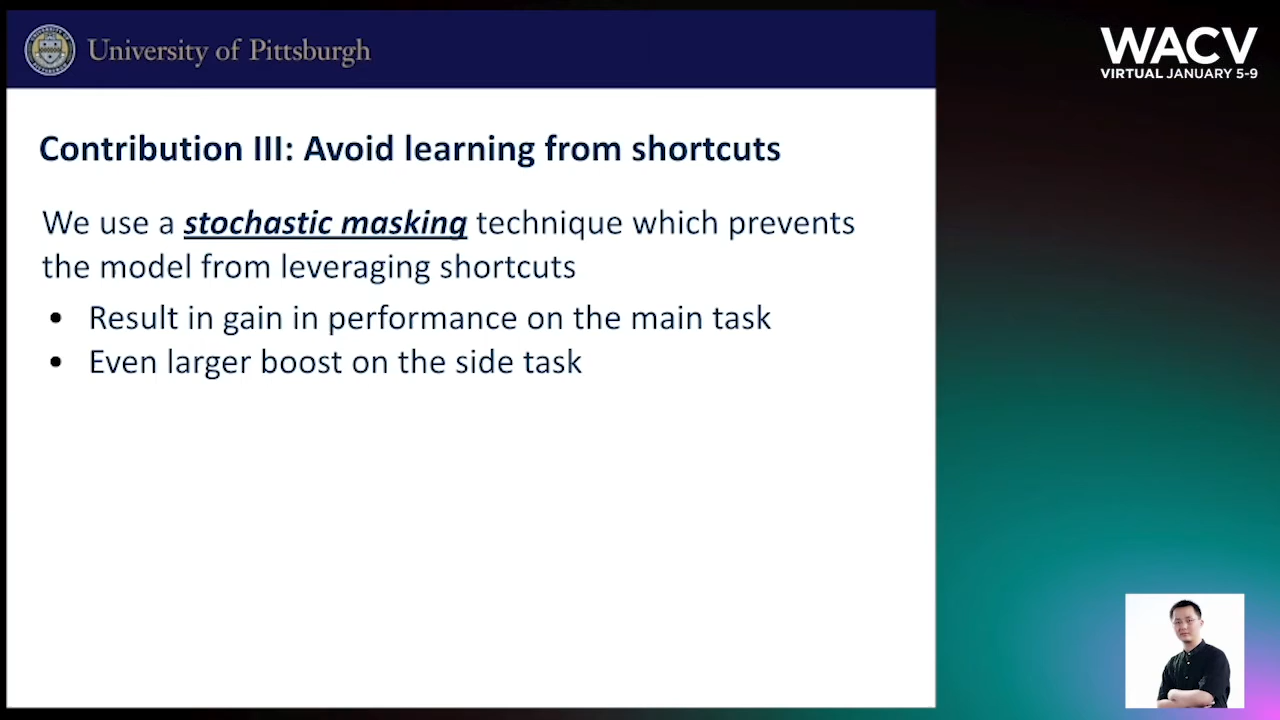 University of Pittsburgh
WACV
VIRTUAL JANUARY 5-9
Contribution III: Avoid learning from shortcuts
We use a stochastic masking technique which prevents
the model from leveraging shortcuts
• Result in gain in performance on the main task
• Even larger boost on the side task